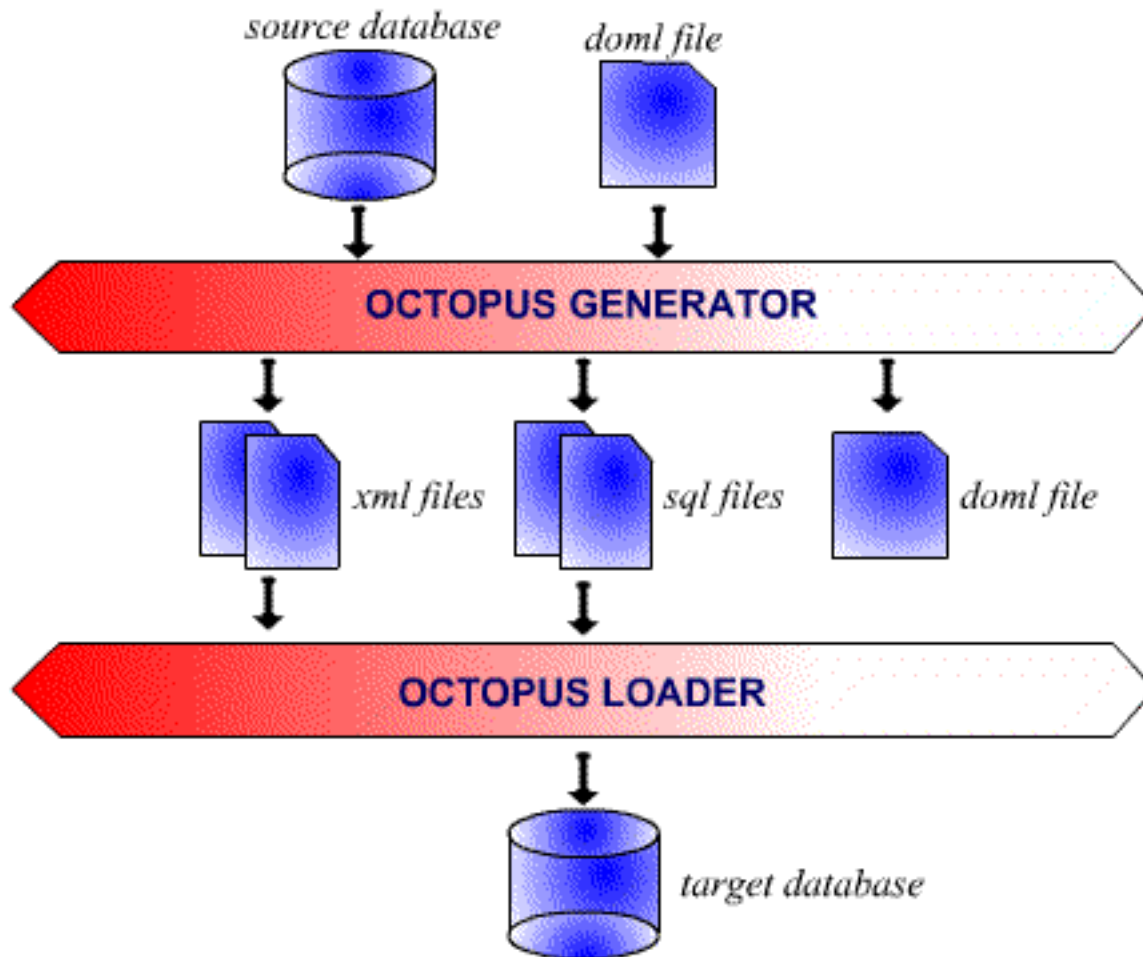 source database
doml file
OCTOPUS GENERATOR
xml files
sql files
doml file
OCTOPUS LOADER
target database